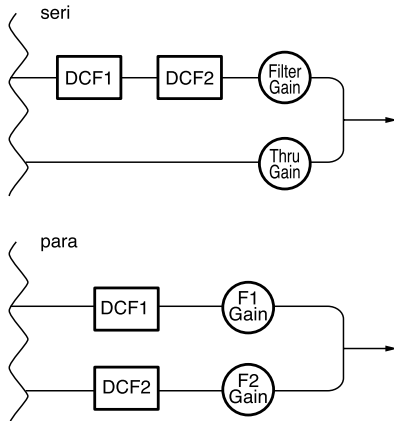 seri
DCF1
DCF2
Filter
Gain
Thru
Gain
para
DCF1
F1
Gain
DCF2
F2
Gain